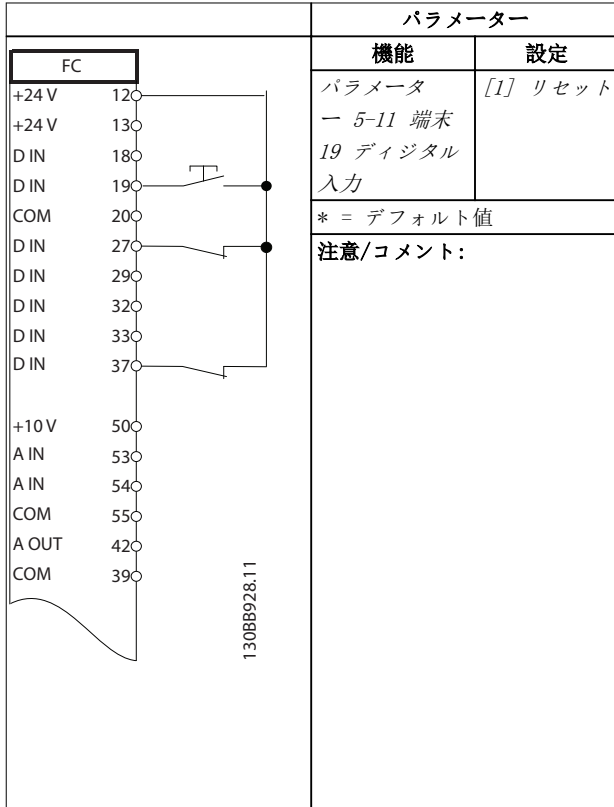 FC
+24 V 12
+24 V 13
D IN 18
D IN 19
COM 20
D IN 27
D IN 29
D IN 32
D IN 33
D IN 37
+10 V 50
A IN 53
A IN 54
COM 55
A OUT 42
COM 39
130BB928.11
パラメーター
機能 設定
パラメータ [1] リセット
ー 5-11 端末
19 ディジタル
入力
* = デフォルト値
注意/コメント: